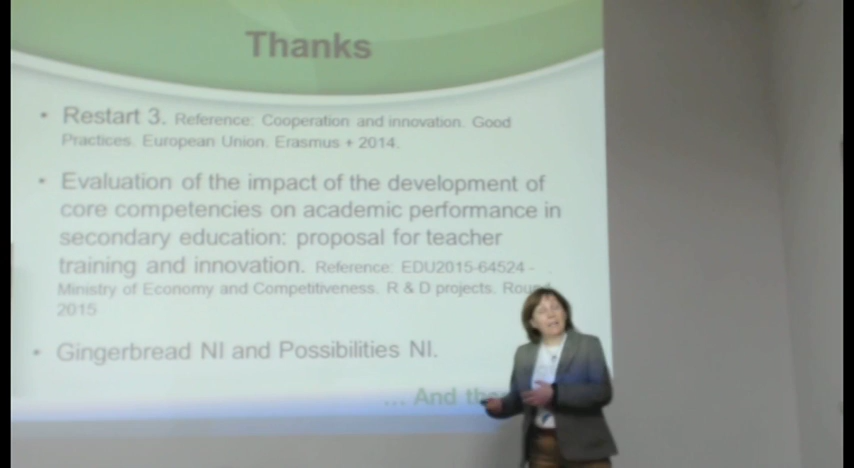 Thanks
• Restart 3. Reference: Cooperation and innovation. Good
Practices. European Union. Erasmus + 2014.
• Evaluation of the impact of the development of
core competencies on academic performance in
secondary education: proposal for teacher
training and innovation. Reference: EDU2015-64524 -
Ministry of Economy and Competitiveness. R & D projects.
2015
• Gingerbread NI and Possibilities NI.
... And